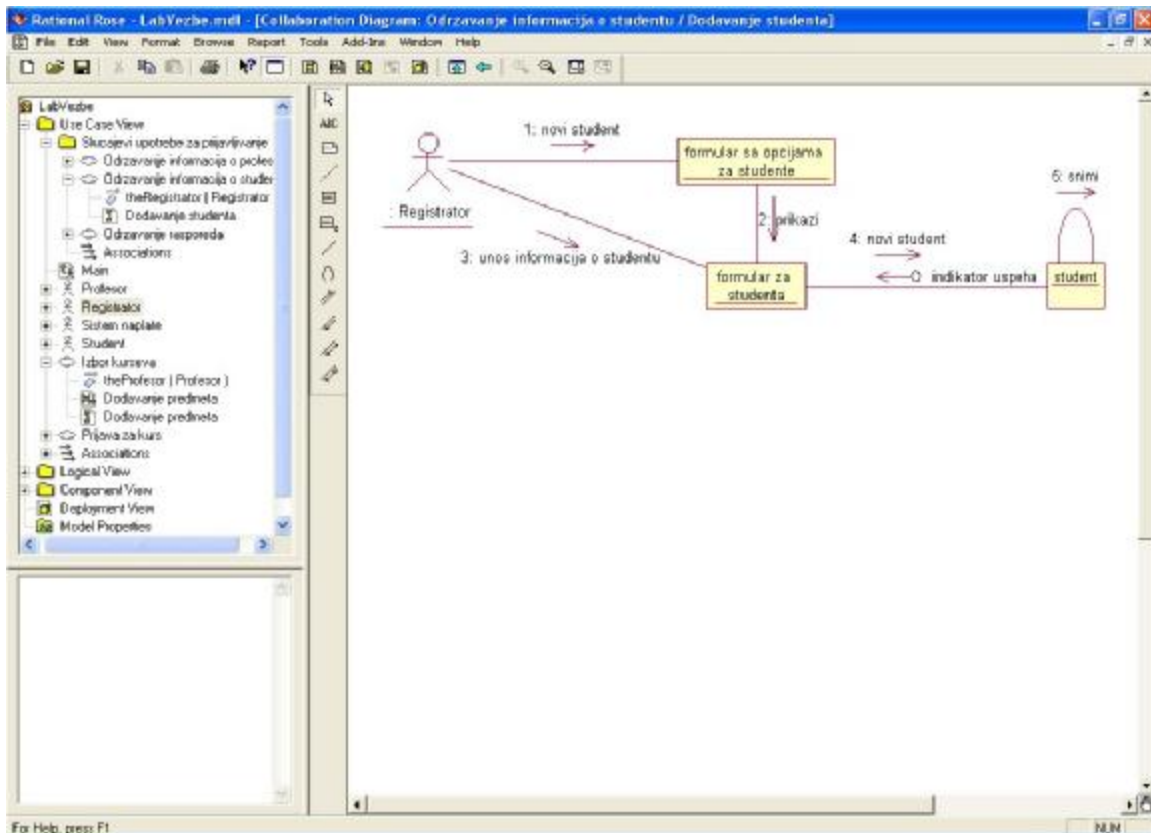 Rational Rose - LabVezbe.mdl - [Collaboration Diagram: Odrzavanje informacija o studentu / Dodavanje studenta]
File Edit View Format Browse Report Tools Add-Ins Window Help
LabVezbe
Use Case View
Slucajevi upotrebe za prijavljivanje
Odrzavanje informacija o profes
Odrzavanje informacija o studer
theRegistrator ( Registrator
Dodavanje studenta
Odrzavanje rasporeda
Associations
Main
Profesor
Registrator
Sistem naplate
Student
Izbor kurseva
theProfesor ( Profesor )
Dodavanje predmeta
Dodavanje predmeta
Prijava za kurs
Associations
Logical View
Component View
Deployment View
Model Properties
ABC
1: novi student
formular sa opcijama
za studente
: Registrator
2: prikazi
3: unos informacija o studentu
formular za
studenta
4: novi student
indikator uspeha
5: snimi
student
For Help, press F1
NUM